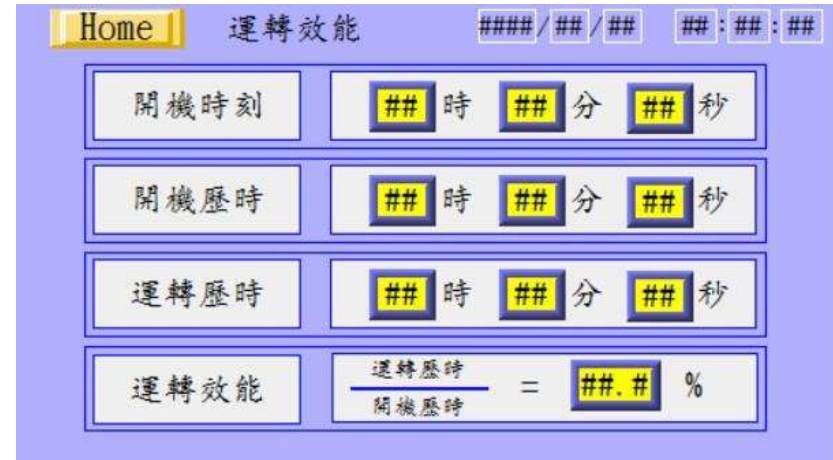 Home 運轉效能 ####/##/## ##:##:##
開機時刻 ## 時 ## 分 ## 秒
開機歷時 ## 時 ## 分 ## 秒
運轉歷時 ## 時 ## 分 ## 秒
運轉歷時
運轉效能 = ##.# %
開機歷時